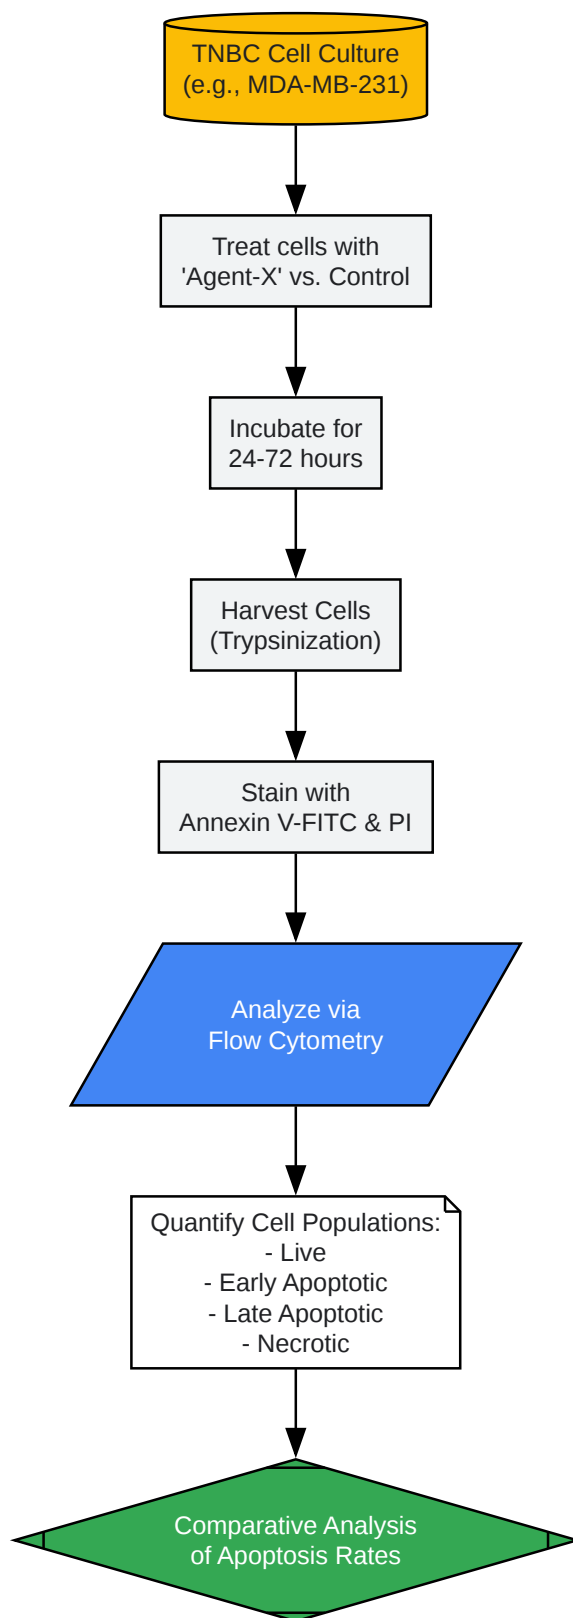 TNBC Cell Culture
(e.g., MDA-MB-231)
Treat cells with
'Agent-X' vs. Control
Incubate for
24-72 hours
Harvest Cells
(Trypsinization)
Stain with
Annexin V-FITC & PI
Analyze via
Flow Cytometry
Quantify Cell Populations:
- Live
- Early Apoptotic
- Late Apoptotic
- Necrotic
Comparative Analysis
of Apoptosis Rates